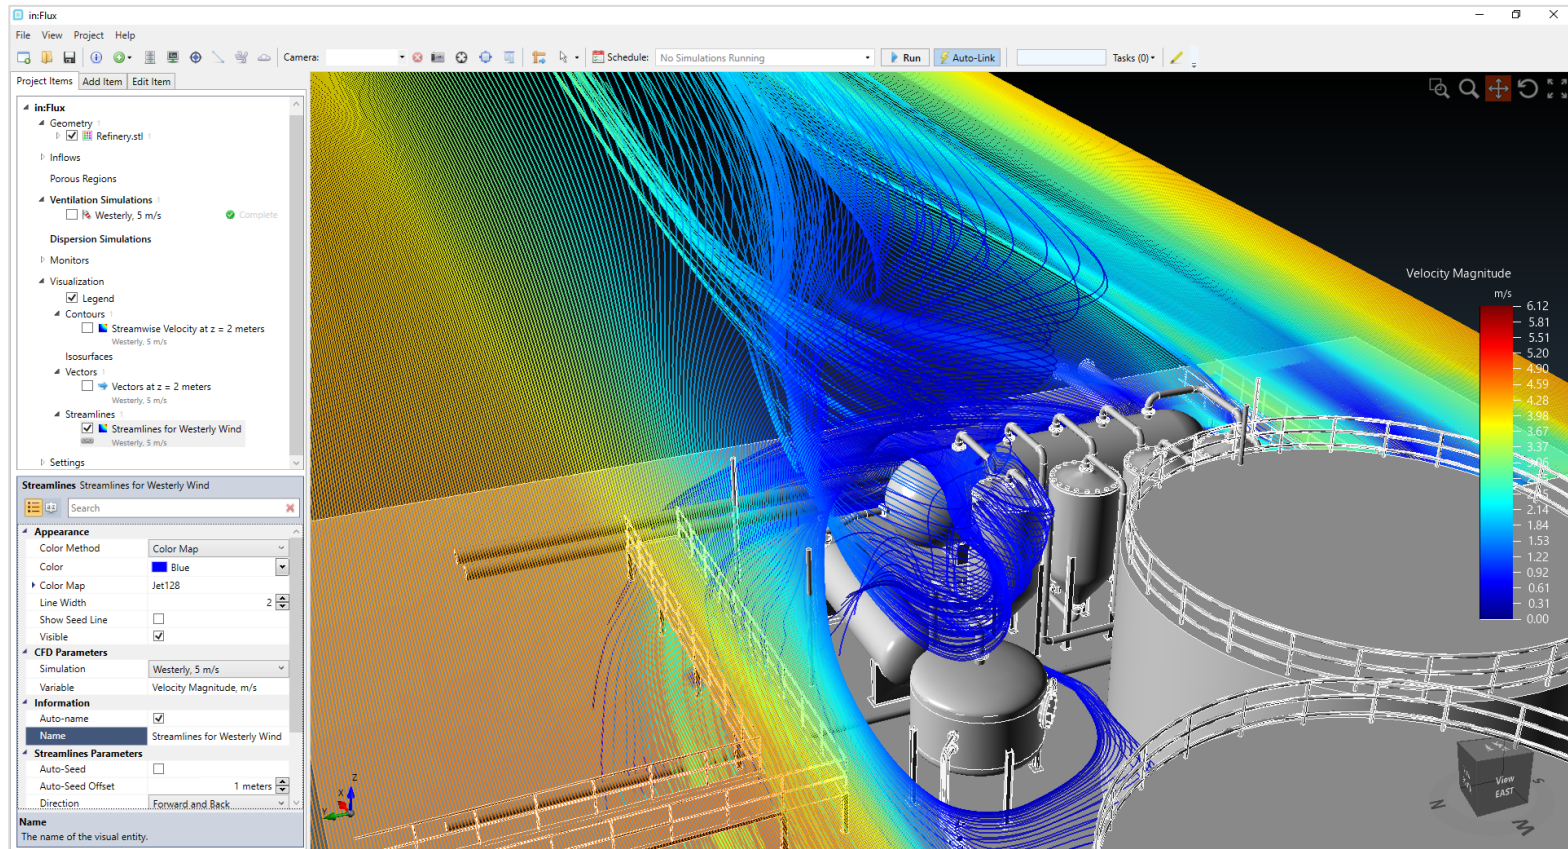 in:Flux
File View Project Help
Camera:
Schedule: No Simulations Running
Run
Auto-Link
Tasks (0)
Project Items Add Item Edit Item
in:Flux
Geometry 1
Refinery.stl 1
Inflows
Porous Regions
Ventilation Simulations 1
Westerly, 5 m/s Complete
Dispersion Simulations
Monitors
Visualization
Legend
Contours 1
Streamwise Velocity at z = 2 meters
Westerly, 5 m/s
Isosurfaces
Vectors 1
Vectors at z = 2 meters
Westerly, 5 m/s
Streamlines 1
Streamlines for Westerly Wind
Westerly, 5 m/s
Settings
Streamlines Streamlines for Westerly Wind
Search
Appearance
Color Method Color Map
Color Blue
Color Map Jet128
Line Width 2
Show Seed Line
Visible
CFD Parameters
Simulation Westerly, 5 m/s
Variable Velocity Magnitude, m/s
Information
Auto-name
Name Streamlines for Westerly Wind
Streamlines Parameters
Auto-Seed
Auto-Seed Offset 1 meters
Direction Forward and Back
Name
The name of the visual entity.
Velocity Magnitude
m/s
6.12
5.81
5.51
5.20
4.90
4.59
4.28
3.98
3.67
3.37
3.06
2.14
1.84
1.53
1.22
0.92
0.61
0.31
0.00
Z
X
Y
View
EAST
N
S
W